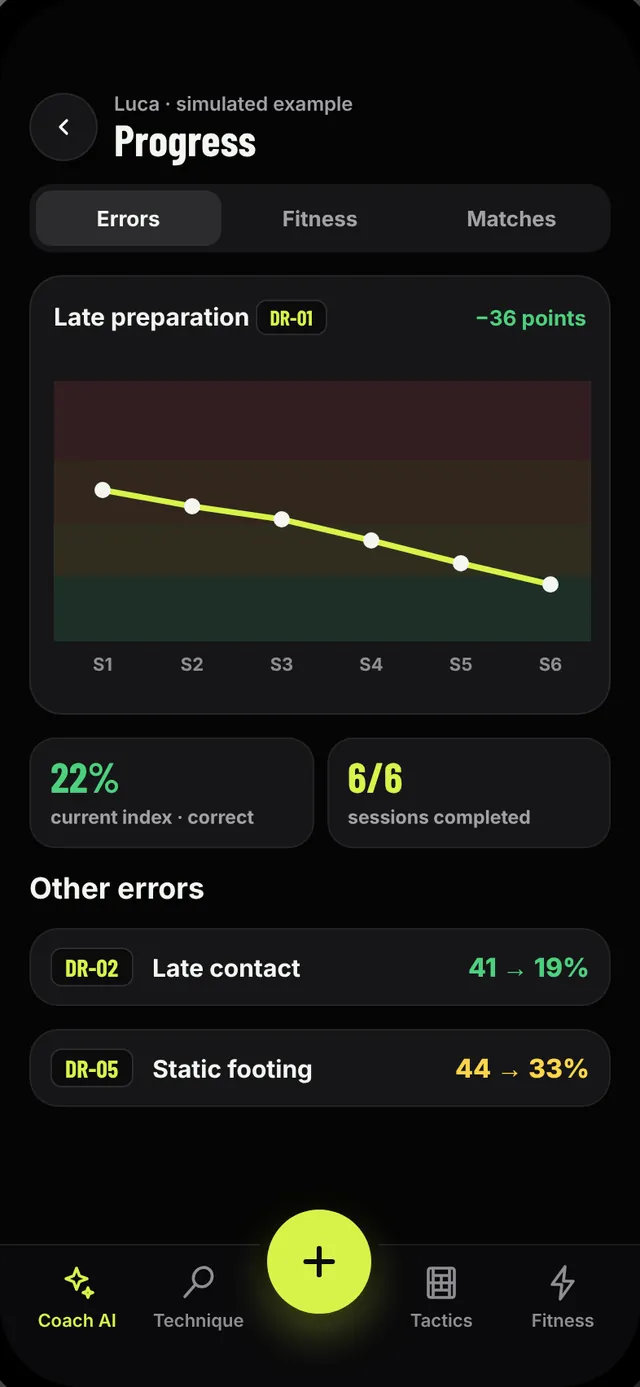 Luca · simulated example
Progress
Errors Fitness Matches
Late preparation DR-01 −36 points
S1 S2 S3 S4 S5 S6
22% 6/6
current index · correct sessions completed
Other errors
DR-02 Late contact 41 → 19%
DR-05 Static footing 44 → 33%
Coach AI Technique Tactics Fitness